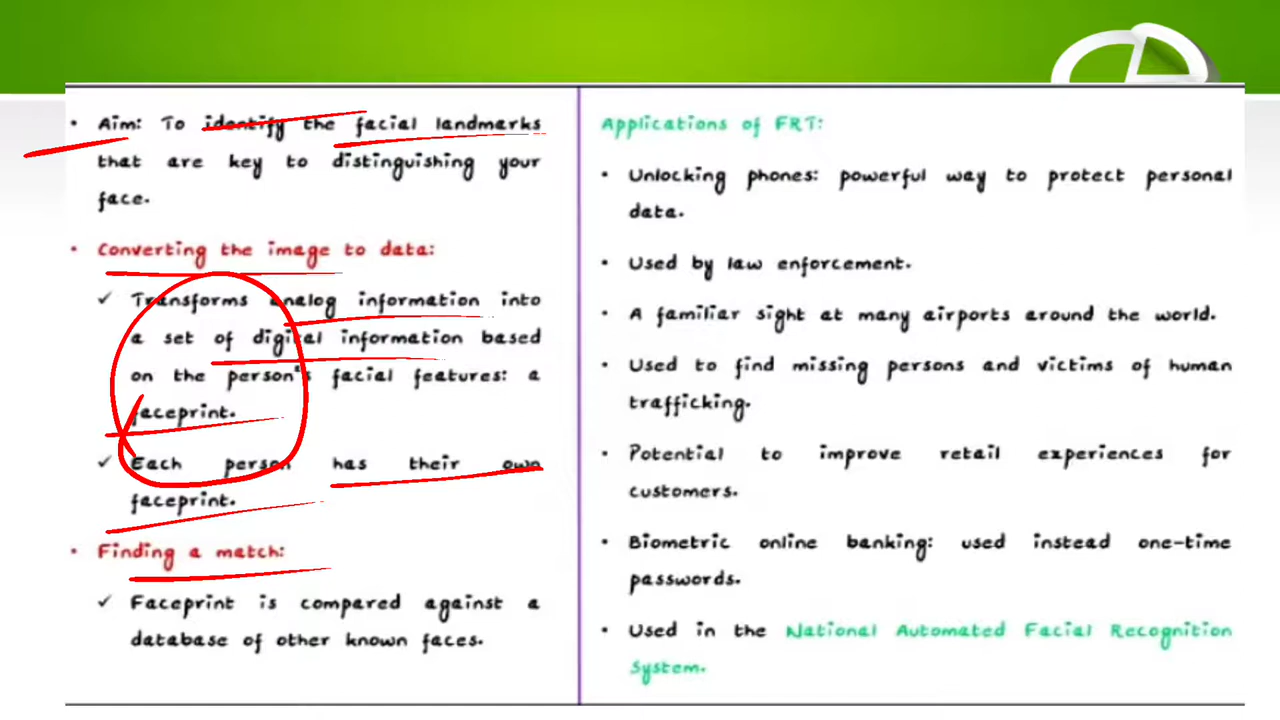 • Aim: To identify the facial landmarks
that are key to distinguishing your
face.
• Converting the image to data:
✓ Transforms analog information into
a set of digital information based
on the person's facial features: a
faceprint.
✓ Each person has their own
faceprint.
• Finding a match:
✓ Faceprint is compared against a
database of other known faces.
Applications of FRT:
• Unlocking phones: powerful way to protect personal
data.
• Used by law enforcement.
• A familiar sight at many airports around the world.
• Used to find missing persons and victims of human
trafficking.
• Potential to improve retail experiences for
customers.
• Biometric online banking: used instead one-time
passwords.
• Used in the National Automated Facial Recognition
System.